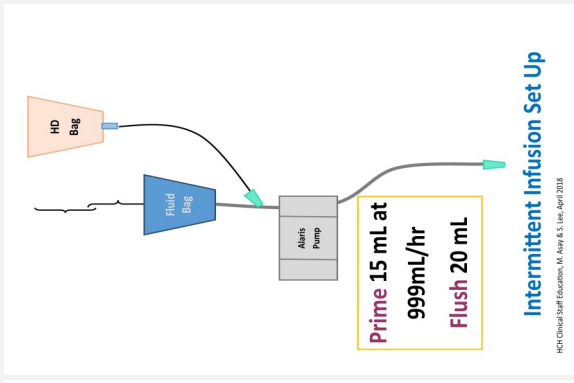 HD
Bag
Fluid
Bag
Alaris
Pump
Prime 15 mL at
999mL/hr
Flush 20 mL
Intermittent Infusion Set Up
HCH Clinical Staff Education, M. Asay & S. Lee, April 2018